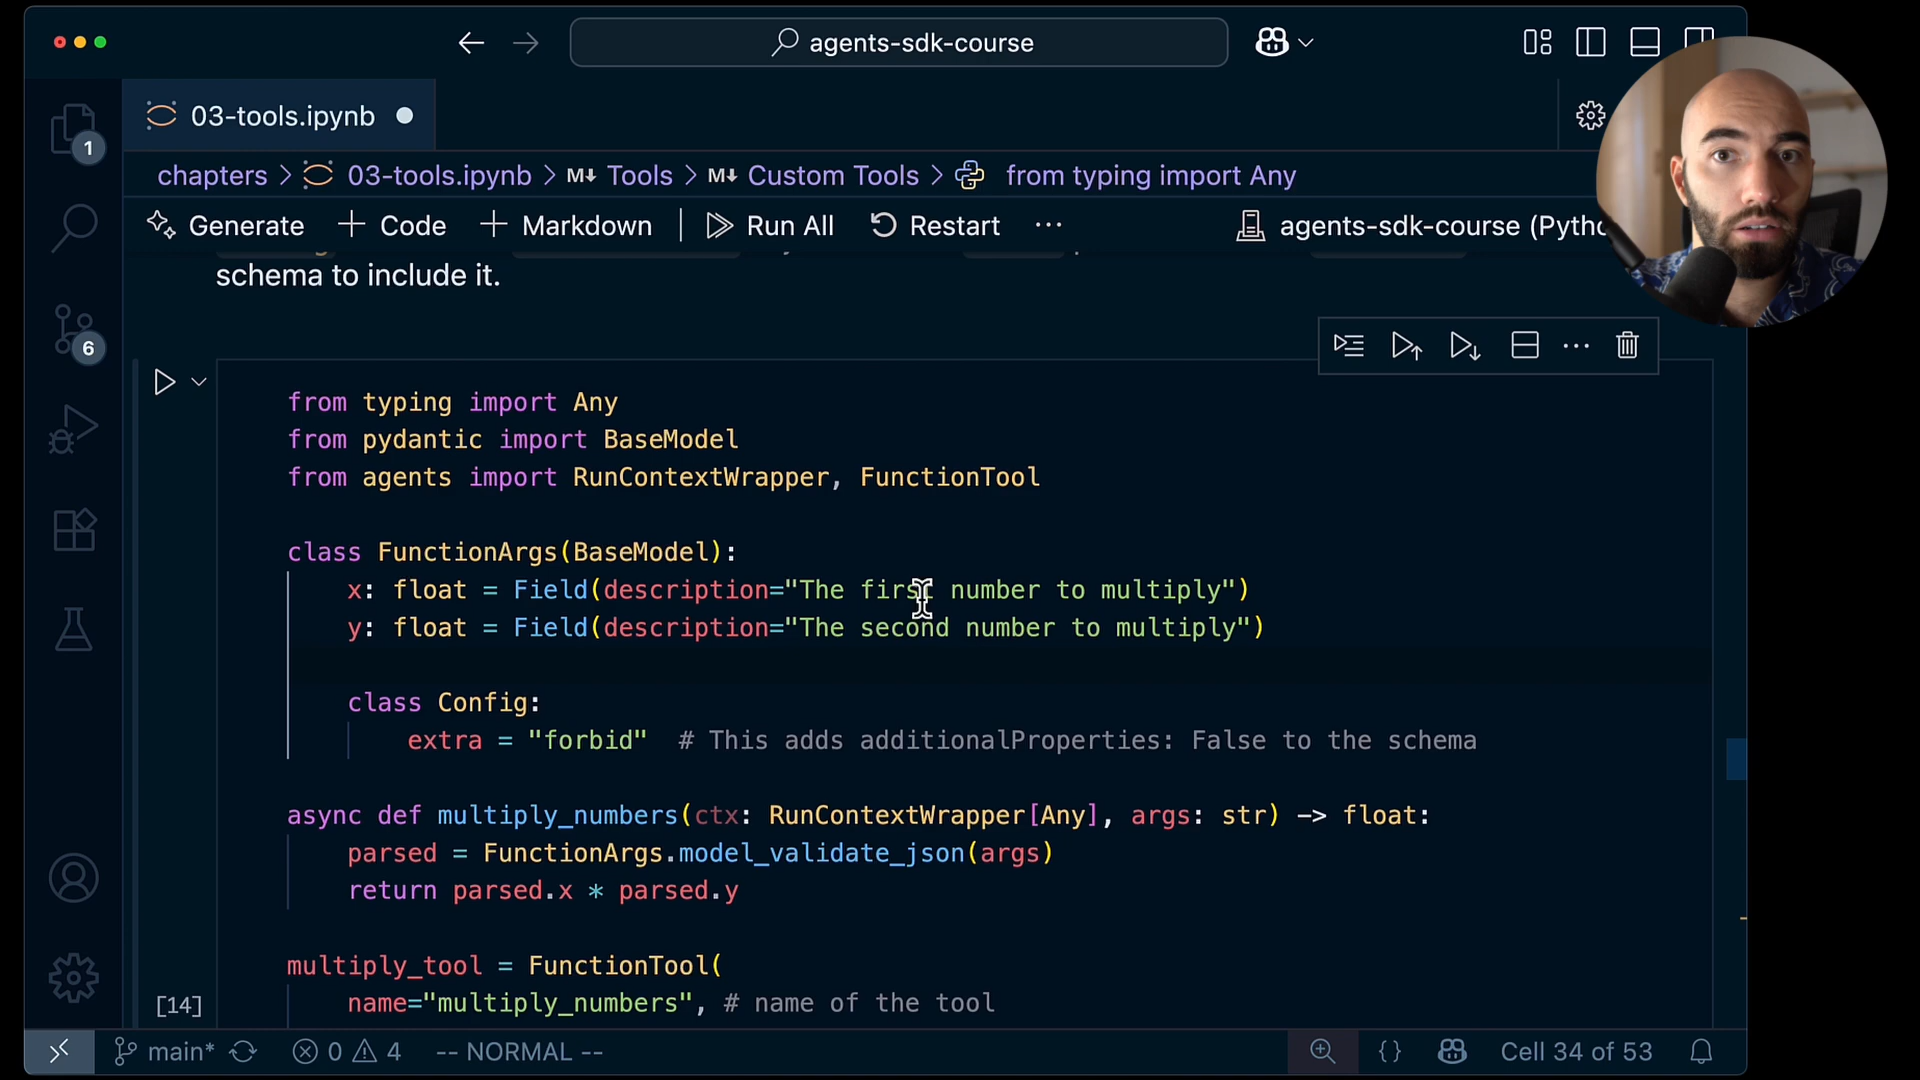 agents-sdk-course
03-tools.ipynb
1
chapters > 03-tools.ipynb > M↓ Tools > M↓ Custom Tools > from typing import Any
Generate + Code + Markdown | Run All Restart ··· agents-sdk-course (Pytho
schema to include it.
from typing import Any
from pydantic import BaseModel
from agents import RunContextWrapper, FunctionTool
6
class FunctionArgs(BaseModel):
x: float = Field(description="The first number to multiply")
y: float = Field(description="The second number to multiply")
class Config:
extra = "forbid" # This adds additionalProperties: False to the schema
async def multiply_numbers(ctx: RunContextWrapper[Any], args: str) -> float:
parsed = FunctionArgs.model_validate_json(args)
return parsed.x * parsed.y
multiply_tool = FunctionTool(
[14]
name="multiply_numbers", # name of the tool
main* 0 4 -- NORMAL -- {} Cell 34 of 53